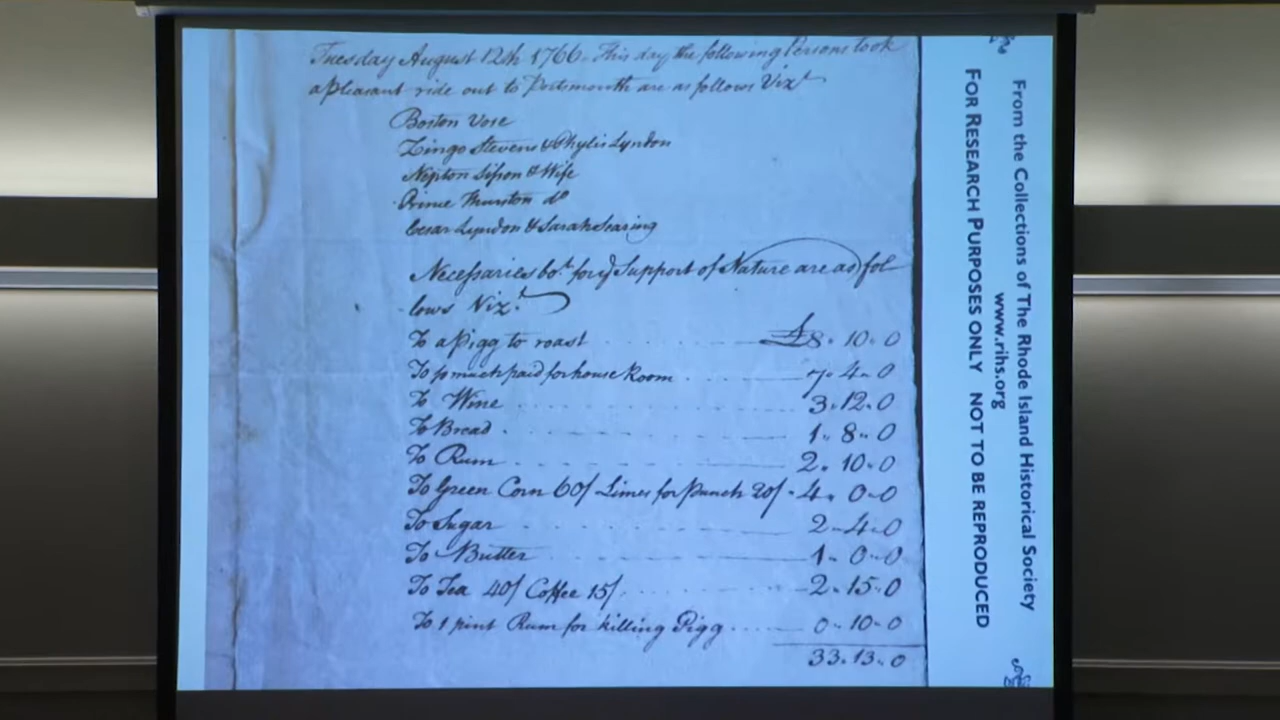 Tuesday August 12th 1766. This day the following Persons took
a pleasant ride out to Portsmouth are as follows Vizt
Boston Vose
Zingo Stevens & Phylis Lyndon
Nepton Sipson & Wife
Prince Thurston do
Cesar Lyndon & Sarah Searing
Necessaries bot. for ye Support of Nature are as fol
lows Vizt.
To a Pigg to roast £8. 10. 0
To so much paid for house Room 7. 4. 0
To Wine 3. 12. 0
To Bread 1. 8. 0
To Rum 2. 10. 0
To Green Corn 60/ Limes for Punch 20/ 4. 0. 0
To Sugar 2. 4. 0
To Butter 1. 0. 0
To Tea 40/ Coffee 15/ 2. 15. 0
To 1 pint Rum for killing Pigg 0. 10. 0
33. 13. 0
From the Collections of The Rhode Island Historical Society
www.rihs.org
FOR RESEARCH PURPOSES ONLY NOT TO BE REPRODUCED